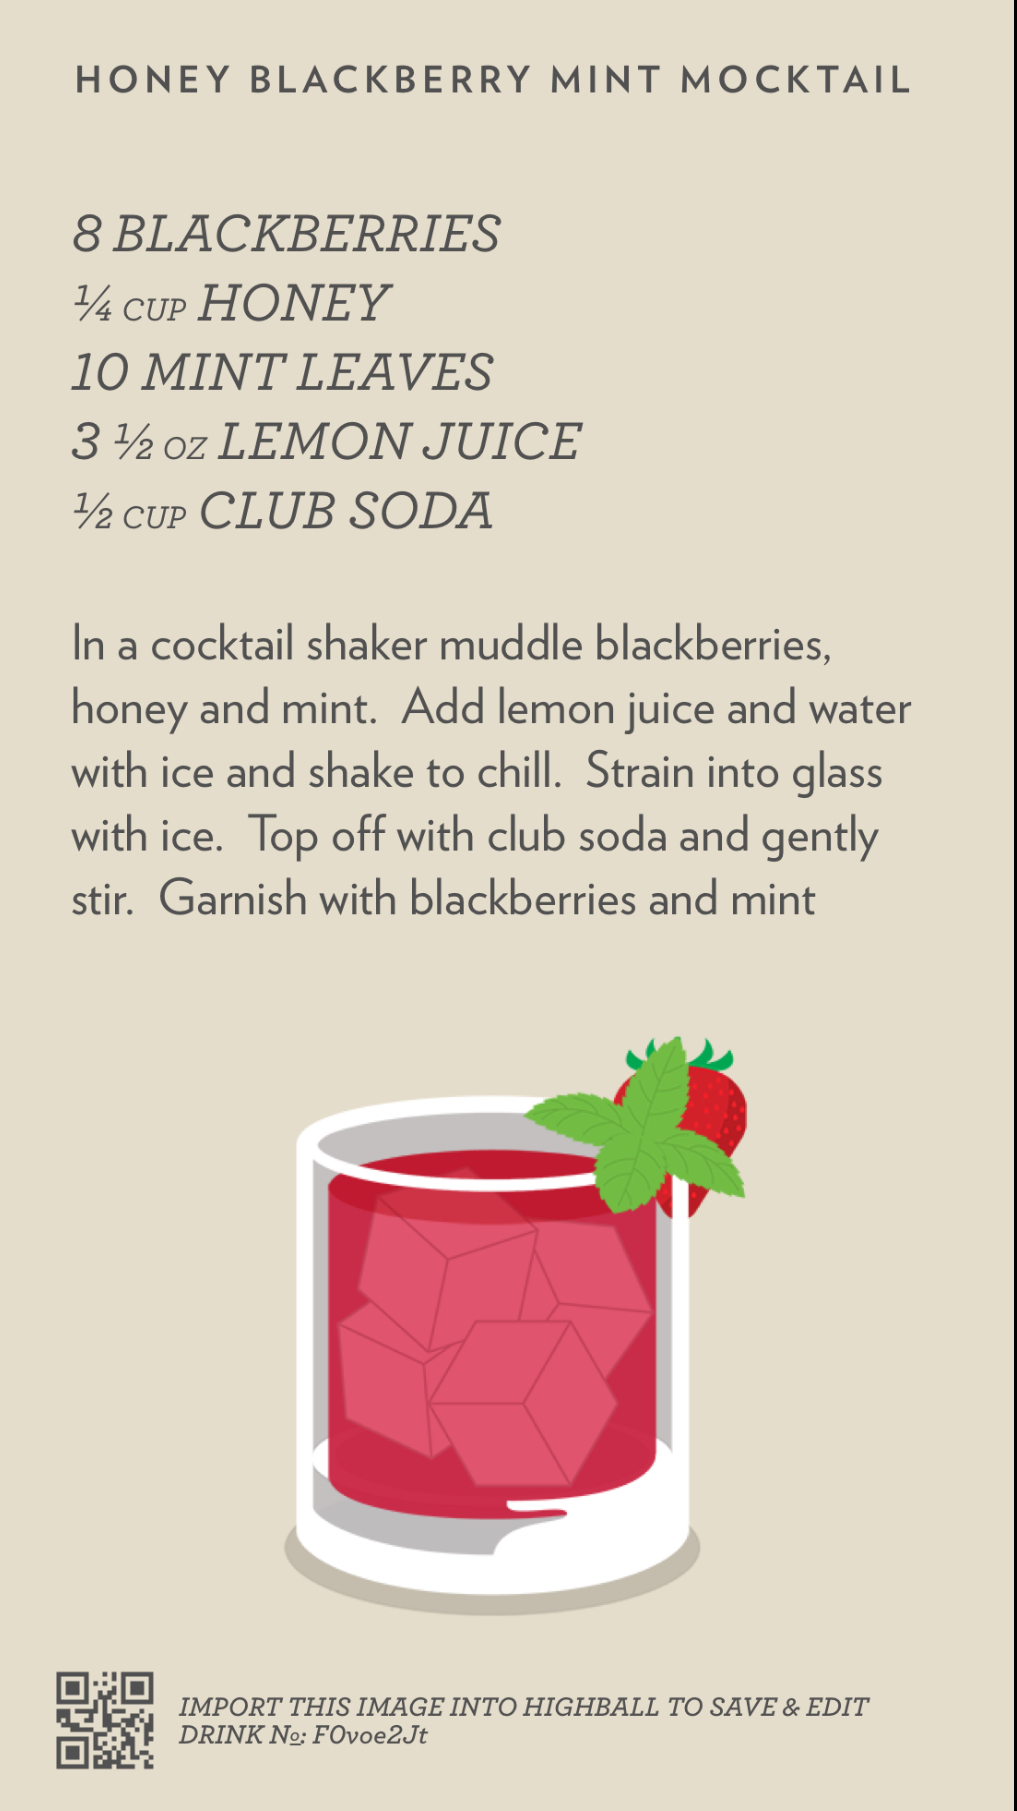 HONEY BLACKBERRY MINT MOCKTAIL
8 BLACKBERRIES
¼ CUP HONEY
10 MINT LEAVES
3 ½ OZ LEMON JUICE
½ CUP CLUB SODA
In a cocktail shaker muddle blackberries,
honey and mint.  Add lemon juice and water
with ice and shake to chill.  Strain into glass
with ice.  Top off with club soda and gently
stir.  Garnish with blackberries and mint
IMPORT THIS IMAGE INTO HIGHBALL TO SAVE & EDIT
DRINK Nº: F0voe2Jt